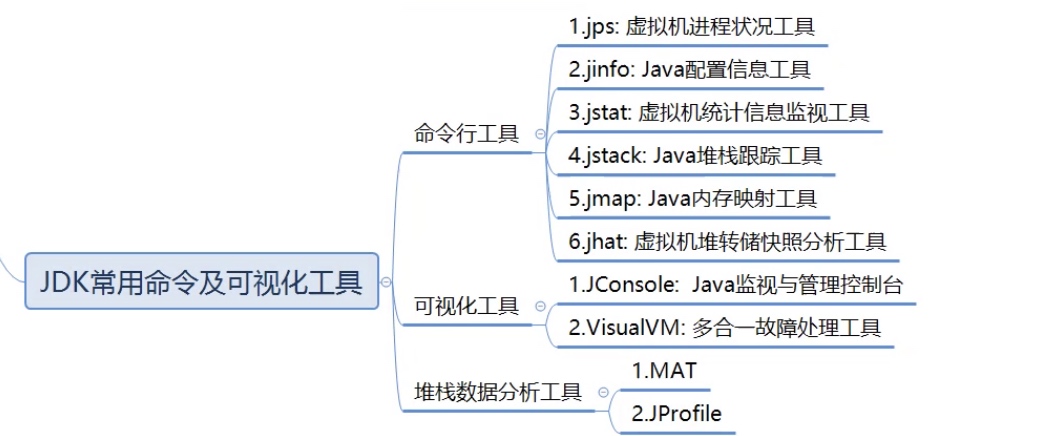 JDK常用命令及可视化工具
命令行工具
1.jps: 虚拟机进程状况工具
2.jinfo: Java配置信息工具
3.jstat: 虚拟机统计信息监视工具
4.jstack: Java堆栈跟踪工具
5.jmap: Java内存映射工具
6.jhat: 虚拟机堆转储快照分析工具
可视化工具
1.JConsole: Java监视与管理控制台
2.VisualVM: 多合一故障处理工具
堆栈数据分析工具
1.MAT
2.JProfile